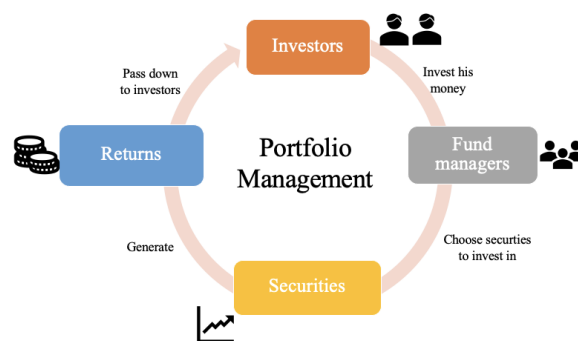 Investors
Pass down
to investors
Invest his
money
Returns
Portfolio
Management
Fund
managers
Generate
Choose securties
to invest in
Securities